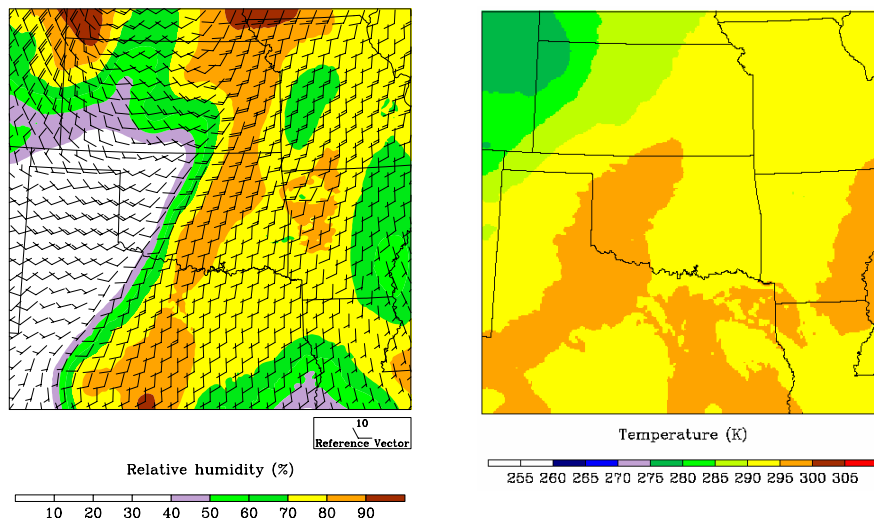 10
Reference Vector
Relative humidity (%)
10 20 30 40 50 60 70 80 90
Temperature (K)
255 260 265 270 275 280 285 290 295 300 305